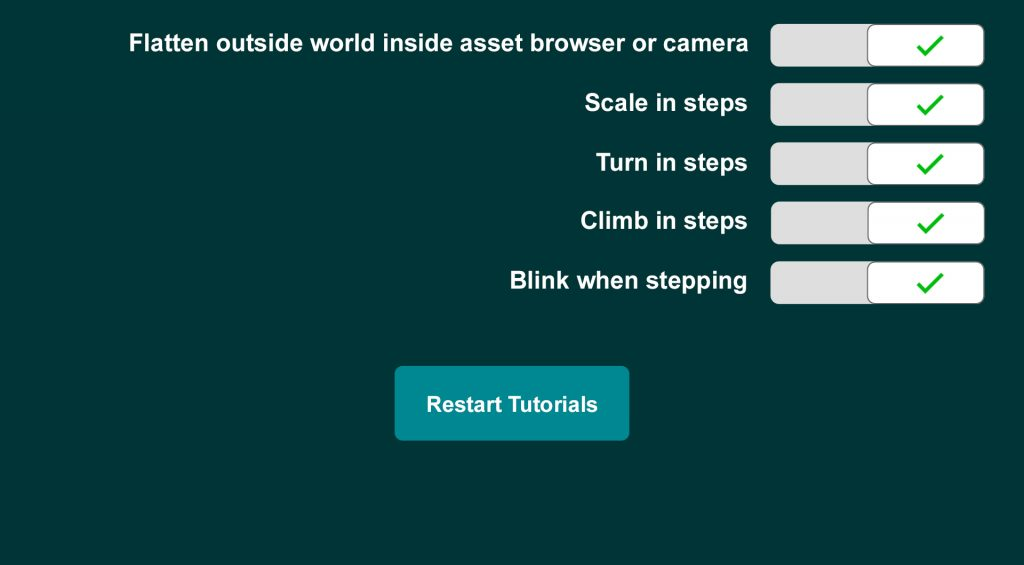 Flatten outside world inside asset browser or camera
Scale in steps
Turn in steps
Climb in steps
Blink when stepping
Restart Tutorials